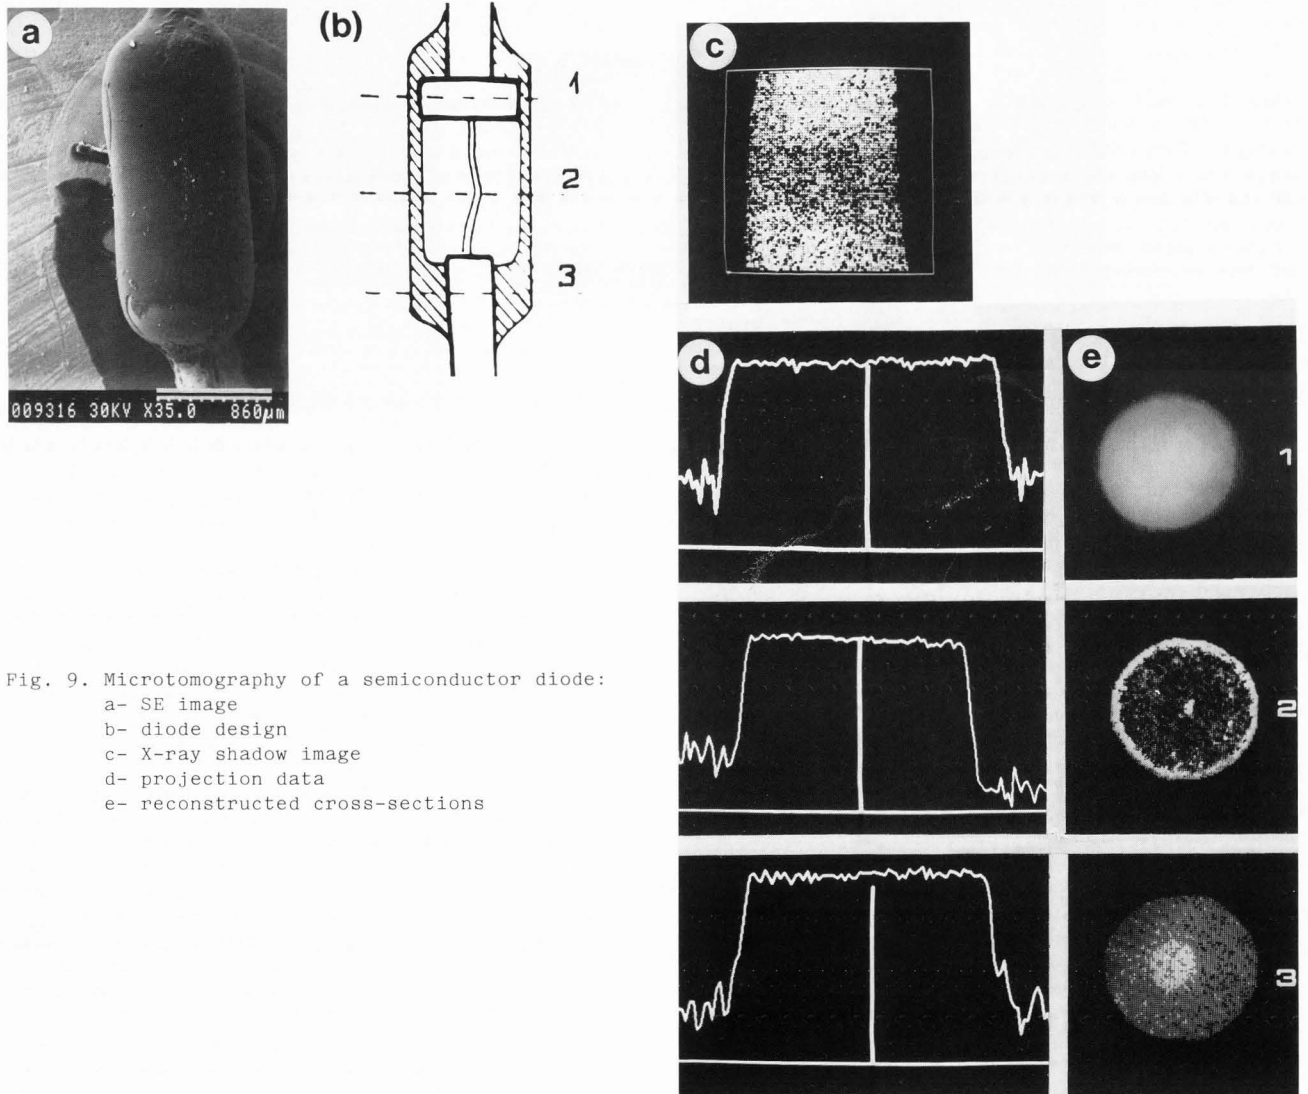 a
(b)
c
1
2
3
009316 30KV X35.0 860µm
d
e
1
2
3
Fig. 9. Microtomography of a semiconductor diode:
a- SE image
b- diode design
c- X-ray shadow image
d- projection data
e- reconstructed cross-sections